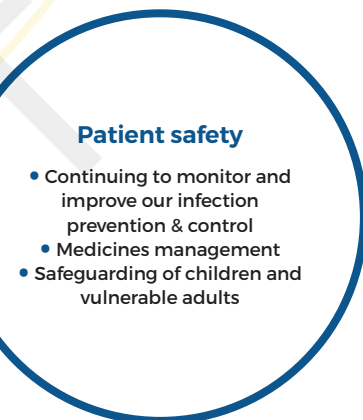 Patient safety
• Continuing to monitor and
improve our infection
prevention & control
• Medicines management
• Safeguarding of children and
vulnerable adults